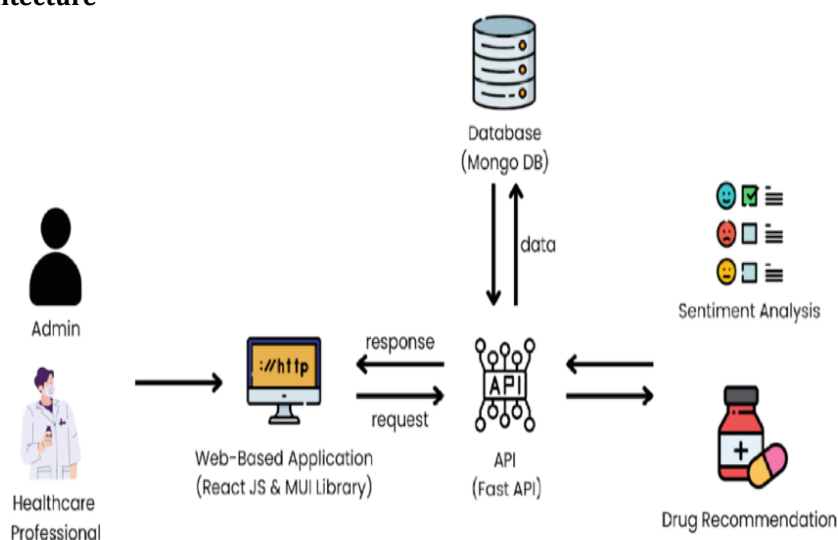 itecture
Database
(Mongo DB)
data
Sentiment Analysis
Admin
response
://http
API
request
Web-Based Application
(React JS & MUI Library)
API
(Fast API)
Healthcare
Professional
Drug Recommendation